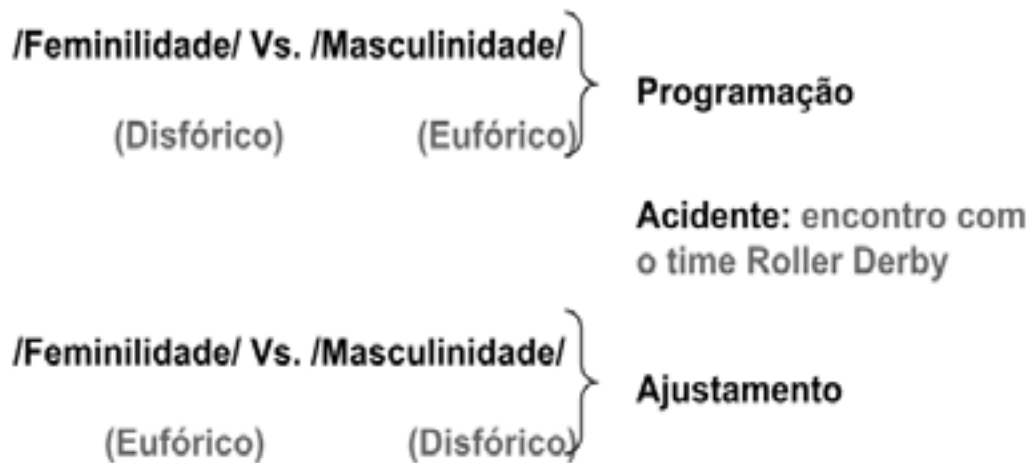 /Feminilidade/ Vs. /Masculinidade/
Programação
(Disfórico) (Eufórico)
Acidente: encontro com
o time Roller Derby
/Feminilidade/ Vs. /Masculinidade/
Ajustamento
(Eufórico) (Disfórico)